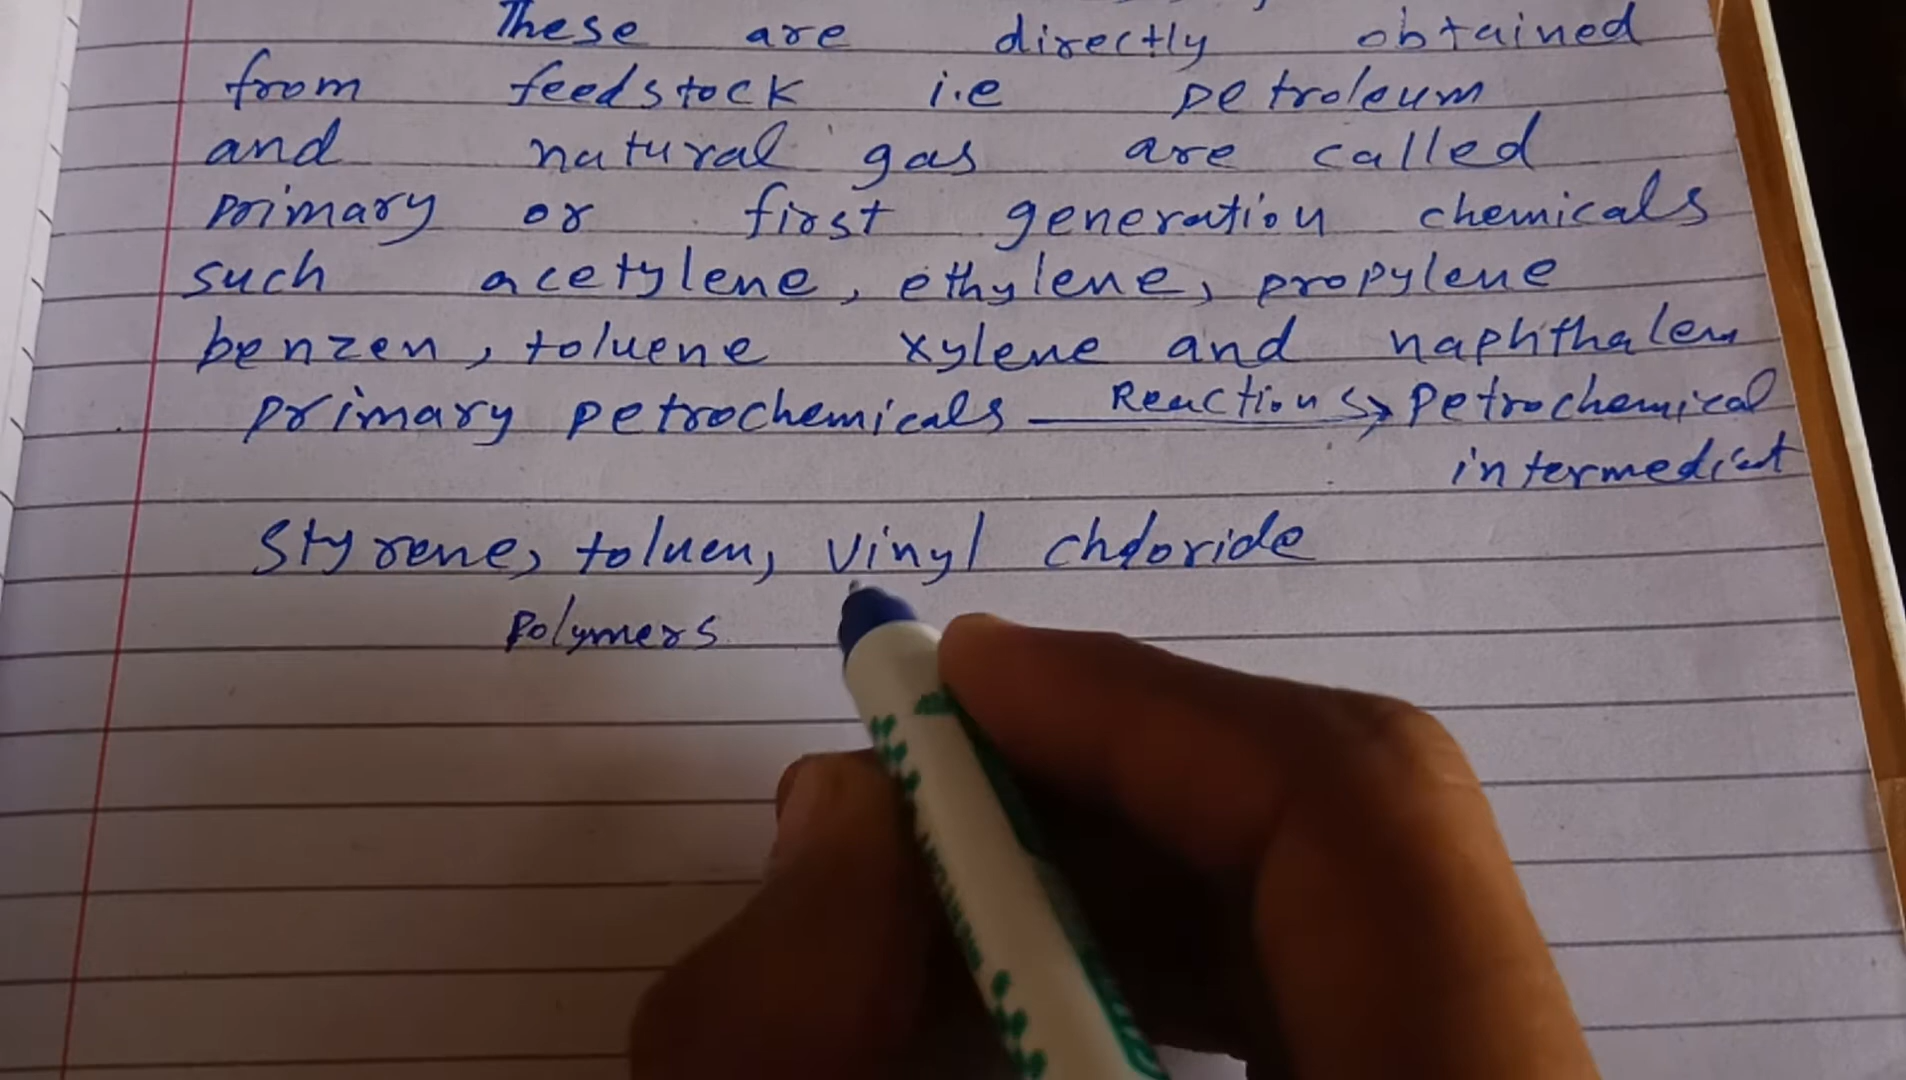 These are directly obtained
from feedstock i.e petroleum
and natural gas are called
primary or first generation chemicals
such acetylene, ethylene, propylene
benzen, toluene xylene and naphthalen
primary petrochemicals Reactions Petrochemical
intermediat
Styrene, toluen, vinyl chloride
Polymers